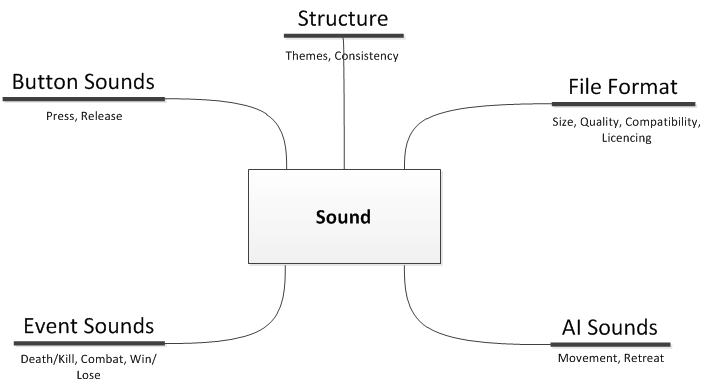 Structure
Themes, Consistency
Button Sounds
Press, Release
File Format
Size, Quality, Compatibility,
Licencing
Sound
Event Sounds
Death/Kill, Combat, Win/
Lose
AI Sounds
Movement, Retreat